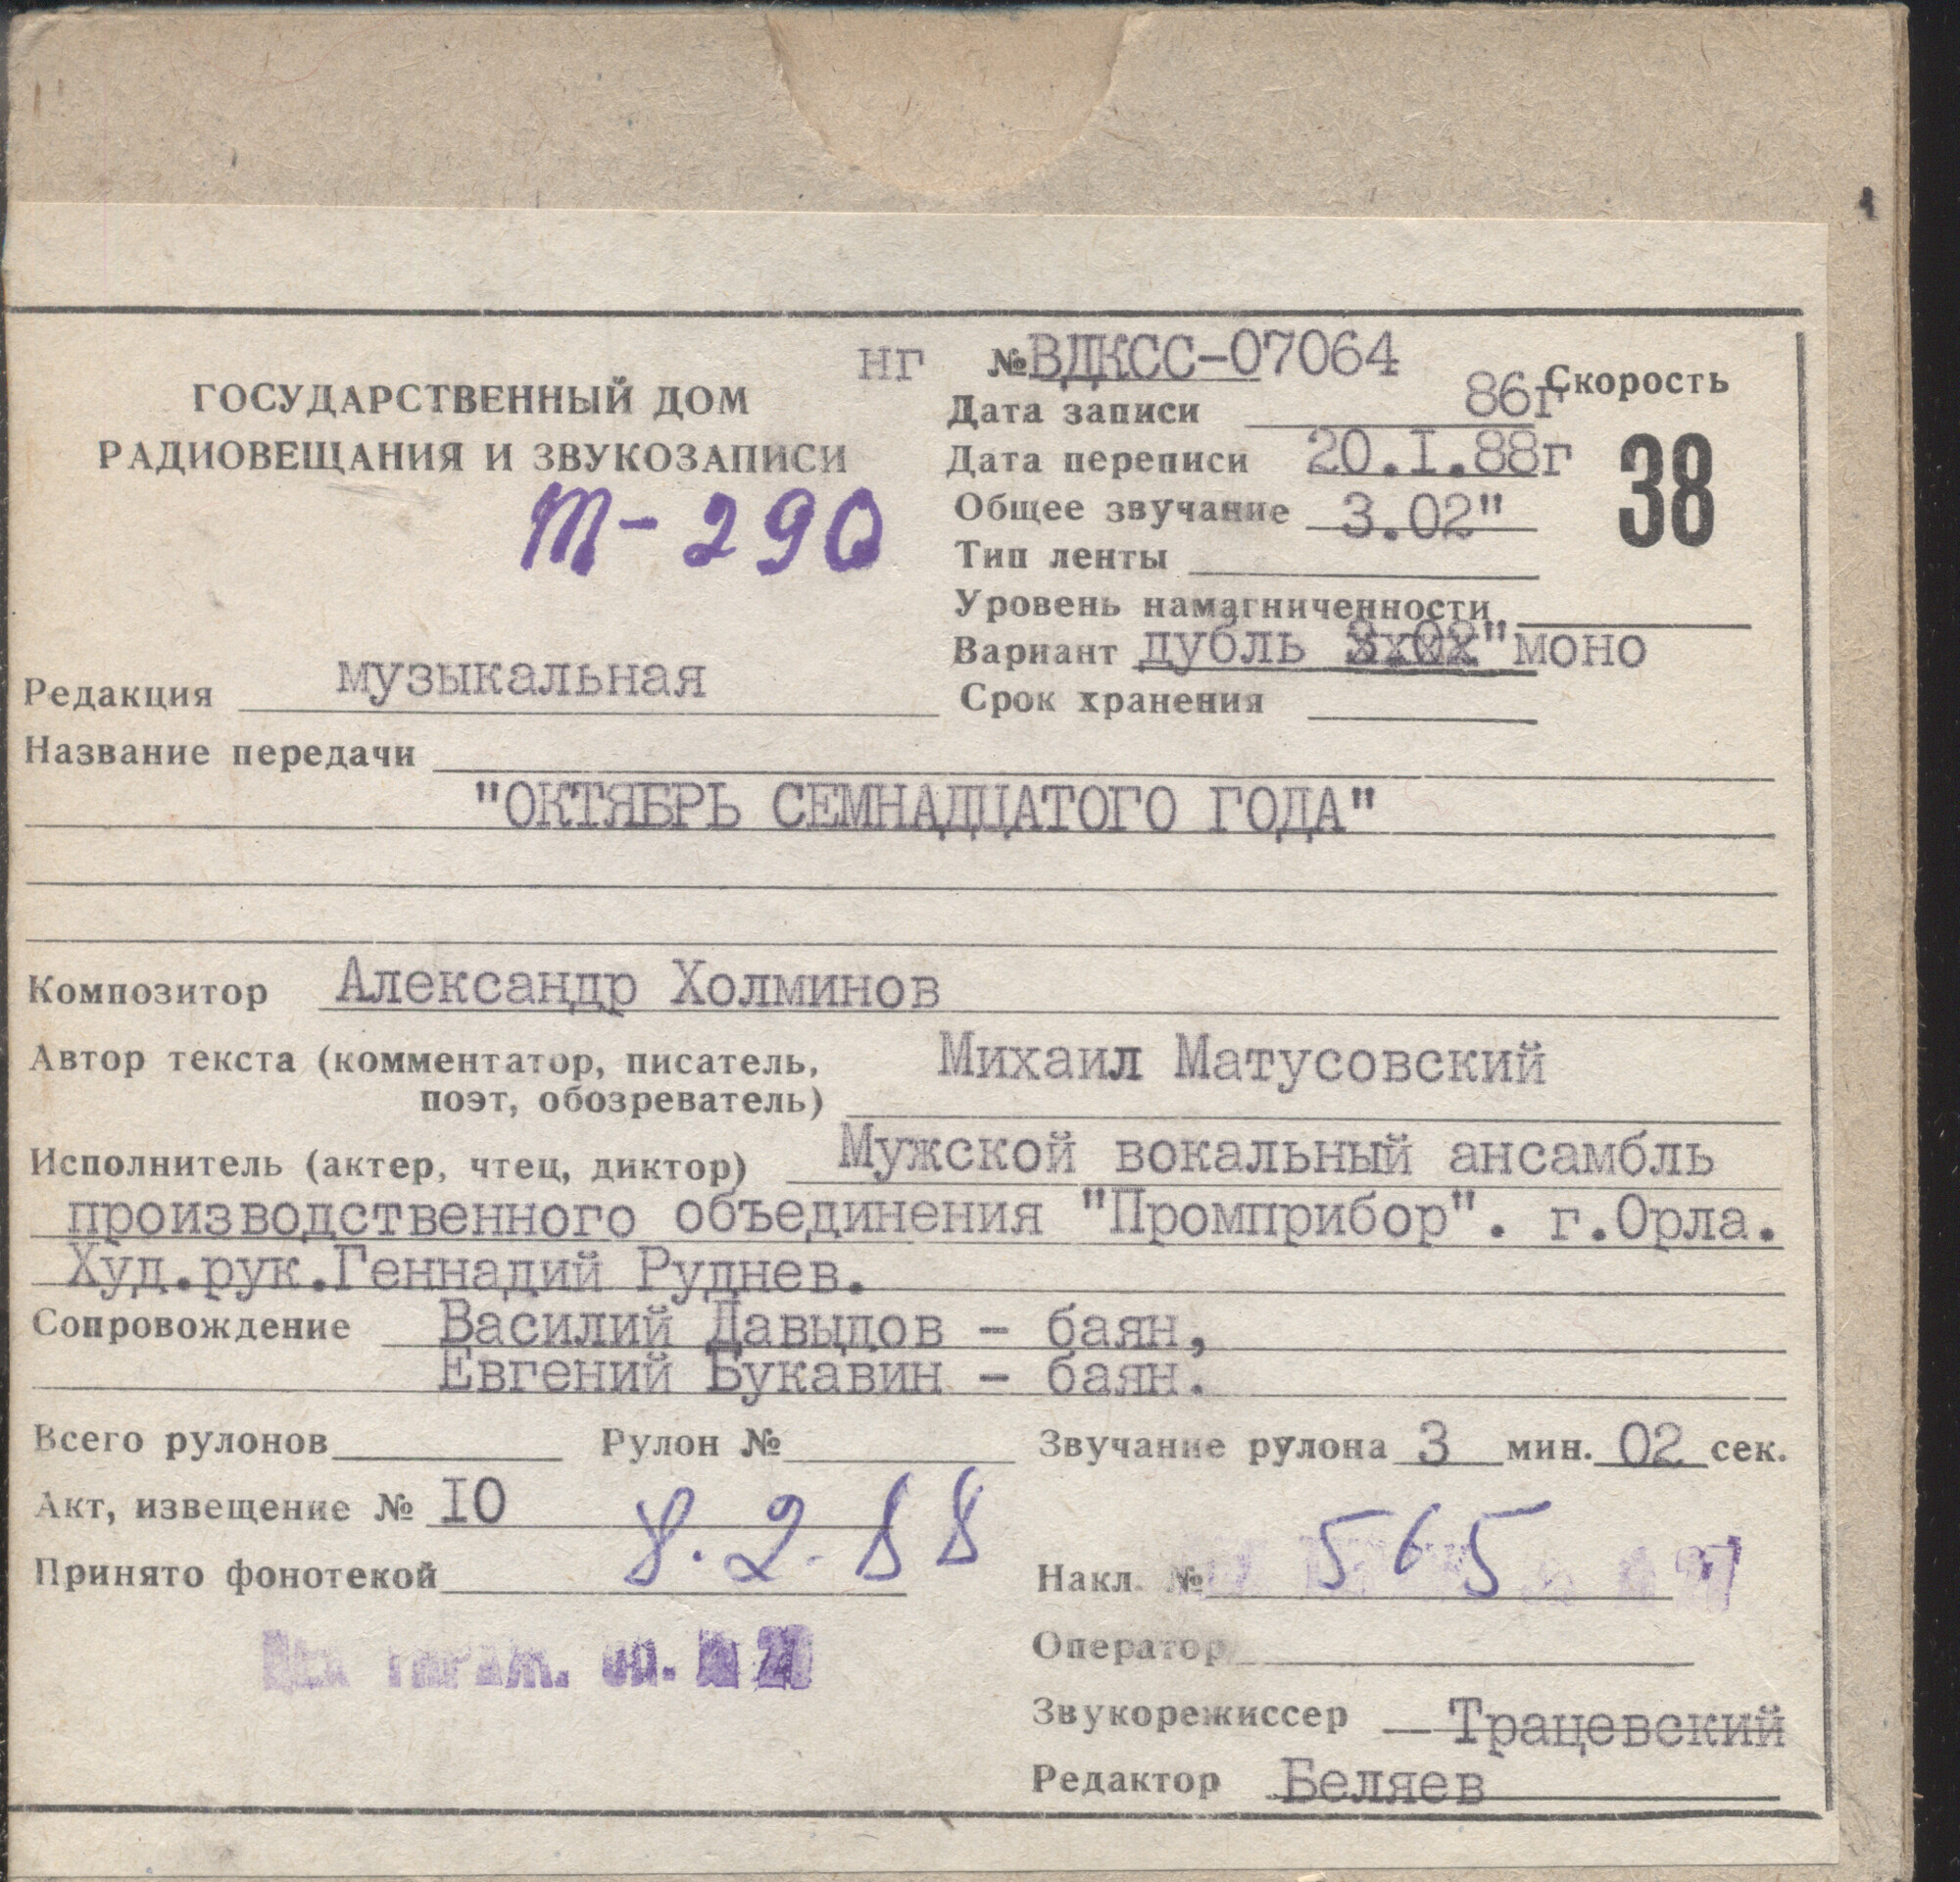 нг №ВДКСС-07064
ГОСУДАРСТВЕННЫЙ ДОМ
РАДИОВЕЩАНИЯ И ЗВУКОЗАПИСИ
т-290
Дата записи 86г
Скорость
38
Дата переписи 20.I.88г
Общее звучание 3.02"
Тип ленты
Уровень намагниченности
Вариант дубль 3.02" моно
Срок хранения
Редакция музыкальная
Название передачи
"ОКТЯБРЬ СЕМНАДЦАТОГО ГОДА"
Композитор Александр Холминов
Автор текста (комментатор, писатель, Михаил Матусовский
поэт, обозреватель)
Исполнитель (актер, чтец, диктор) Мужской вокальный ансамбль
производственного объединения "Промприбор". г.Орла.
Худ.рук.Геннадий Руднев.
Сопровождение Василий Давыдов - баян,
Евгений Букавин - баян.
Всего рулонов Рулон № Звучание рулона 3 мин. 02 сек.
Акт, извещение № IO
Принято фонотекой 8.2.88
Накл. № 565
Оператор
Звукорежиссер Трацевский
Редактор Беляев